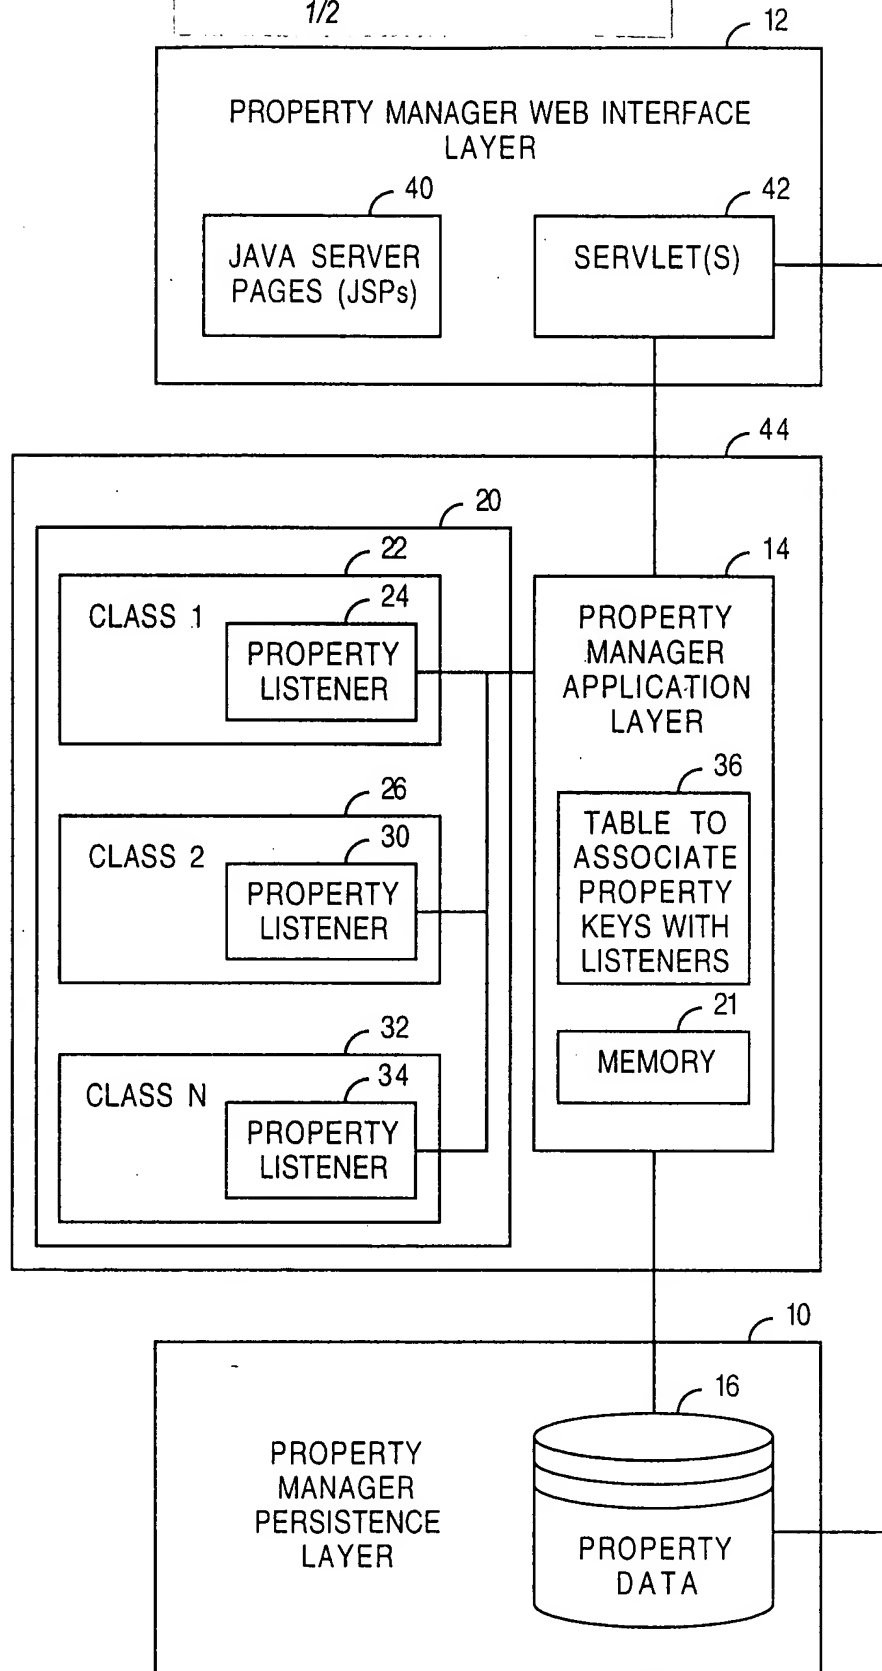 1/2
12
PROPERTY MANAGER WEB INTERFACE
LAYER
40
42
JAVA SERVER
PAGES (JSPs)
SERVLET(S)
44
20
22
14
CLASS 1
24
PROPERTY
LISTENER
PROPERTY
MANAGER
APPLICATION
LAYER
36
26
CLASS 2
30
PROPERTY
LISTENER
TABLE TO
ASSOCIATE
PROPERTY
KEYS WITH
LISTENERS
21
MEMORY
32
CLASS N
34
PROPERTY
LISTENER
10
16
PROPERTY
MANAGER
PERSISTENCE
LAYER
PROPERTY
DATA